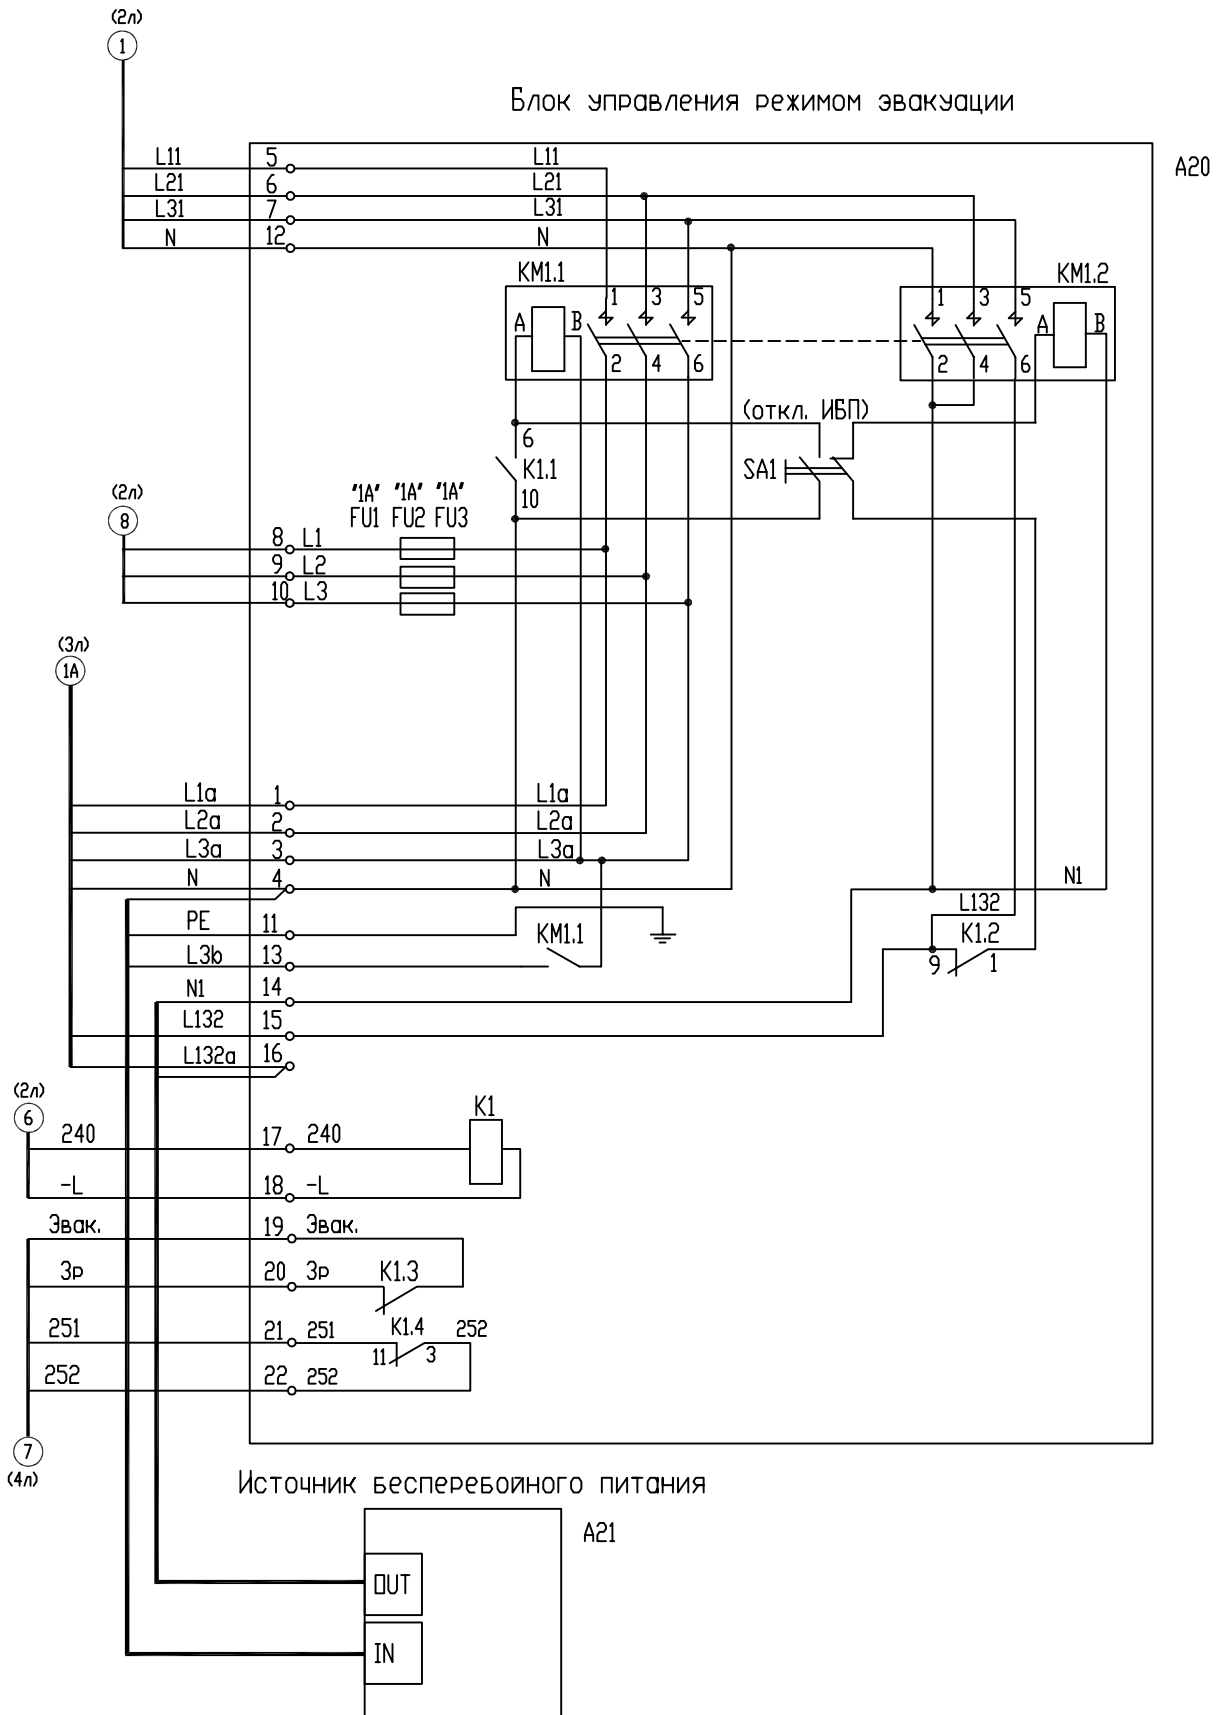 (2л)
1
Блок управления режимом эвакуации
A20
L11 5 L11
L21 6 L21
L31 7 L31
N 12 N
KM1.1 KM1.2
1 3 5 1 3 5
A B A B
2 4 6 2 4 6
(откл. ИБП)
6
K1.1 SA1
10
(2л)
8
"1A" "1A" "1A"
FU1 FU2 FU3
8 L1
9 L2
10 L3
(3л)
1A
L1a 1 L1a
L2a 2 L2a
L3a 3 L3a
N 4 N N1
L132
PE 11 KM1.1 K1.2
L3b 13 9 1
N1 14
L132 15
L132a 16
(2л)
6 K1
240 17 240
-L 18 -L
Эвак. 19 Эвак.
3р 20 3р K1.3
251 21 251 K1.4 252
11 3
252 22 252
7
(4л)
Источник бесперебойного питания
A21
OUT
IN